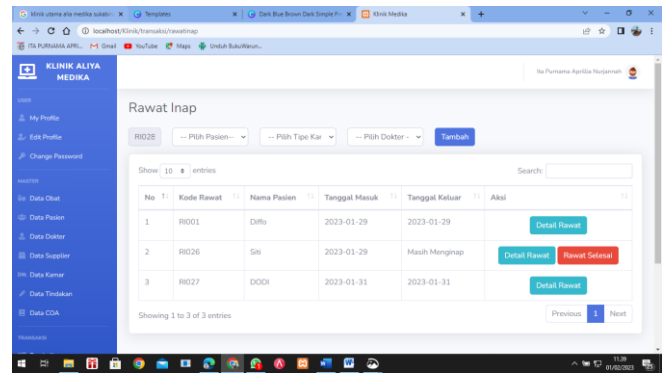 klinik utama alia medika sukabu
Templates
Dark Blue Brown Dark Simple Pr
Klinik Medika
localhost/Klinik/transaksi/rawatinap
ITA PURNAMA APRIL...
Gmail
YouTube
Maps
Unduh BukuWarun...
KLINIK ALIYA
MEDIKA
Ita Purnama Aprillia Nurjannah
USER
My Profile
Edit Profile
Change Password
MASTER
Data Obat
Data Pasien
Data Dokter
Data Supplier
Data Kamar
Data Tindakan
Data COA
TRANSAKSI
Rawat Inap
RI028
-- Pilih Pasien--
-- Pilih Tipe Kar
-- Pilih Dokter -
Tambah
Show 10 entries
Search:
No Kode Rawat Nama Pasien Tanggal Masuk Tanggal Keluar Aksi
1 RI001 Diffo 2023-01-29 2023-01-29 Detail Rawat
2 RI026 Siti 2023-01-29 Masih Menginap Detail Rawat Rawat Selesai
3 RI027 DODI 2023-01-31 2023-01-31 Detail Rawat
Showing 1 to 3 of 3 entries
Previous 1 Next
11.39
01/02/2023